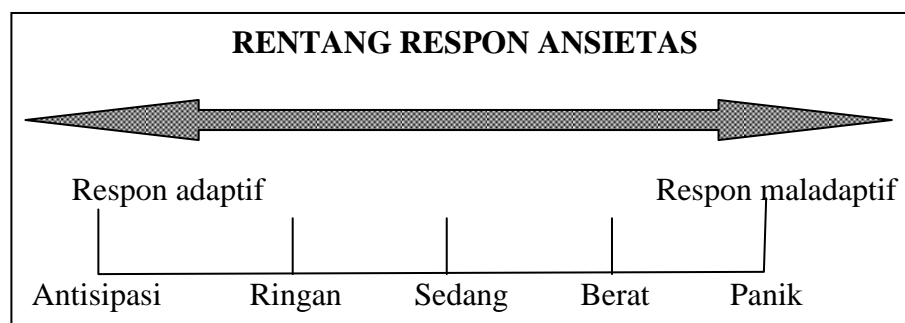 RENTANG RESPON ANSIETAS
Respon adaptif Respon maladaptif
Antisipasi Ringan Sedang Berat Panik